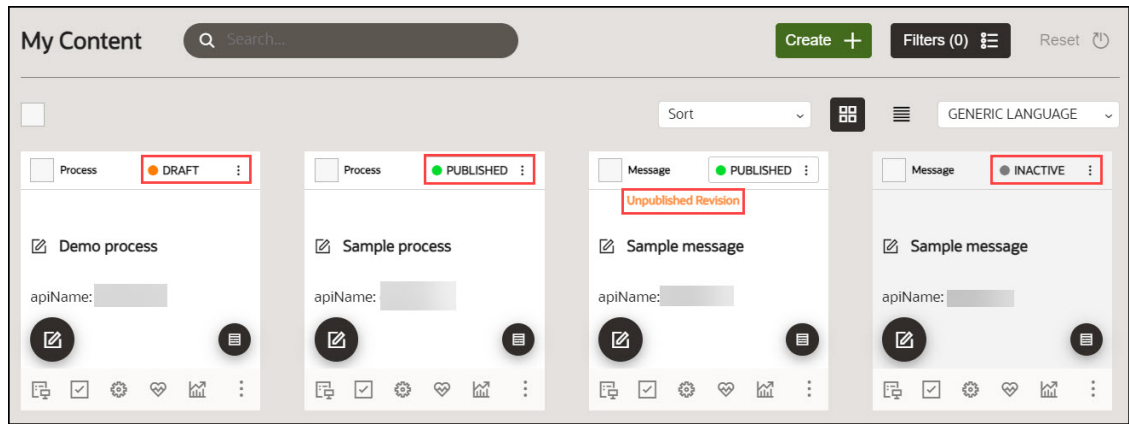 My Content
Search...
Create
Filters (0)
Reset
Sort
GENERIC LANGUAGE
Process
DRAFT
Demo process
apiName:
Process
PUBLISHED
Sample process
apiName:
Message
PUBLISHED
Unpublished Revision
Sample message
apiName:
Message
INACTIVE
Sample message
apiName: